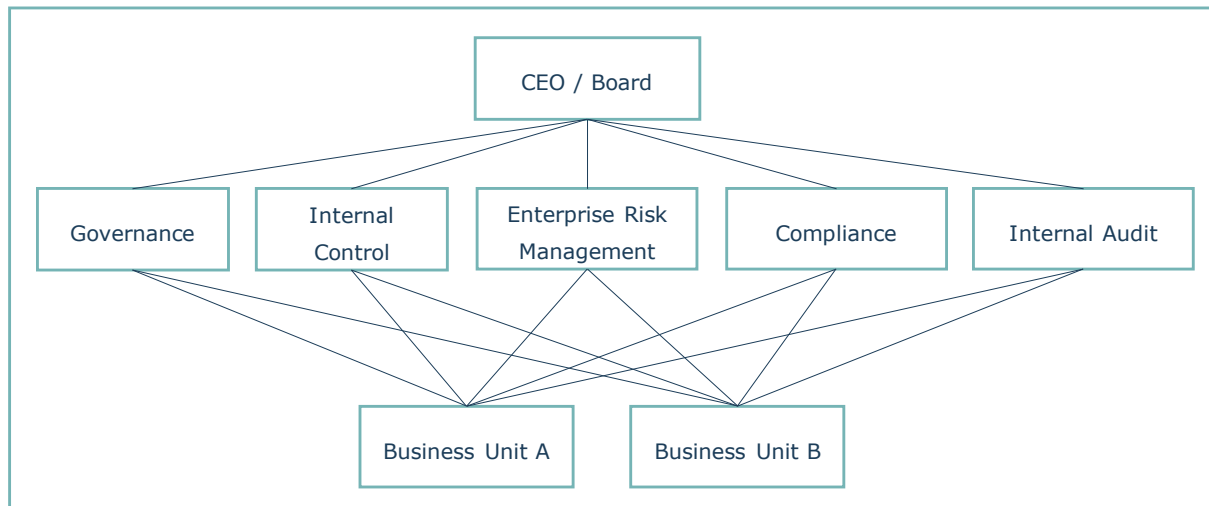 CEO / Board
Governance
Internal
Control
Enterprise Risk
Management
Compliance
Internal Audit
Business Unit A
Business Unit B